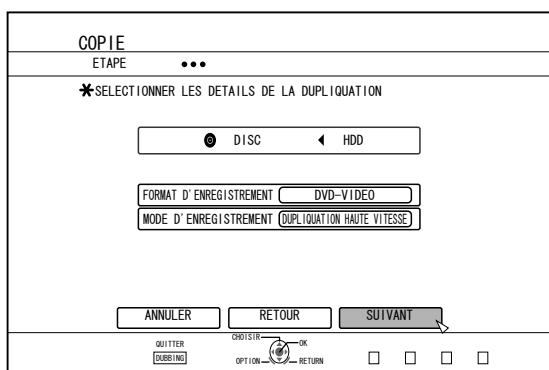 COPIE
ETAPE
SELECTIONNER LES DETAILS DE LA DUPLIQUATION
DISC HDD
FORMAT D'ENREGISTREMENT DVD-VIDEO
MODE D'ENREGISTREMENT DUPLIQUATION HAUTE VITESSE
ANNULER RETOUR SUIVANT
QUITTER
DUBBING
CHOISIR OK
OPTION RETURN